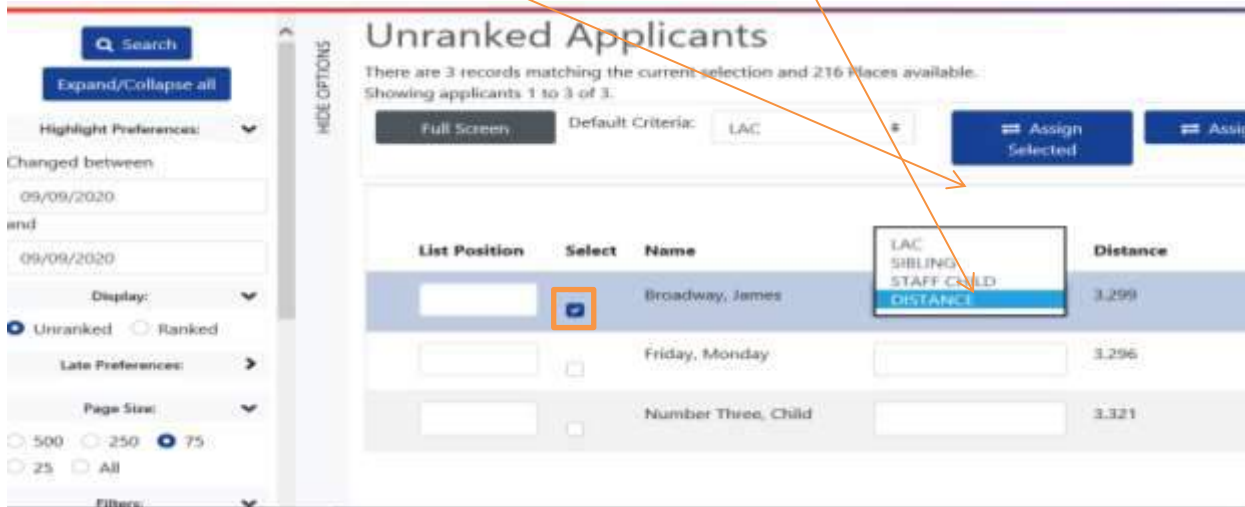 Search
Expand/Collapse all
Highlight Preferences:
Changed between
09/09/2020
and
09/09/2020
Display:
Unranked Ranked
Late Preferences:
Page Size:
500 250 75
25 All
Filters:
HIDE OPTIONS
Unranked Applicants
There are 3 records matching the current selection and 216 Places available.
Showing applicants 1 to 3 of 3.
Full Screen Default Criteria: LAC Assign Selected Assig
List Position Select Name Distance
LAC
SIBLING
STAFF CHILD
DISTANCE
Broadway, James 3.299
Friday, Monday 3.296
Number Three, Child 3.321